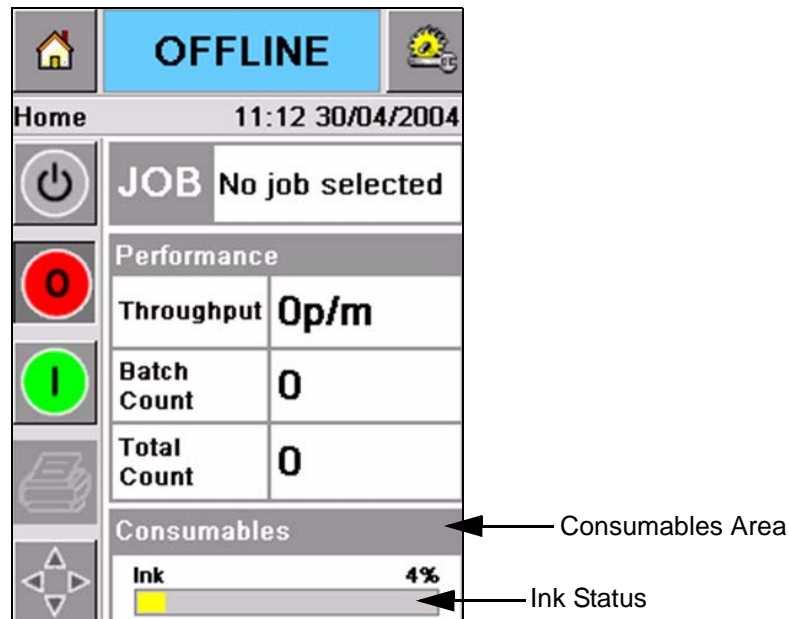 OFFLINE
Home 11:12 30/04/2004
JOB No job selected
Performance
Throughput 0p/m
Batch Count 0
Total Count 0
Consumables
Consumables Area
Ink 4%
Ink Status